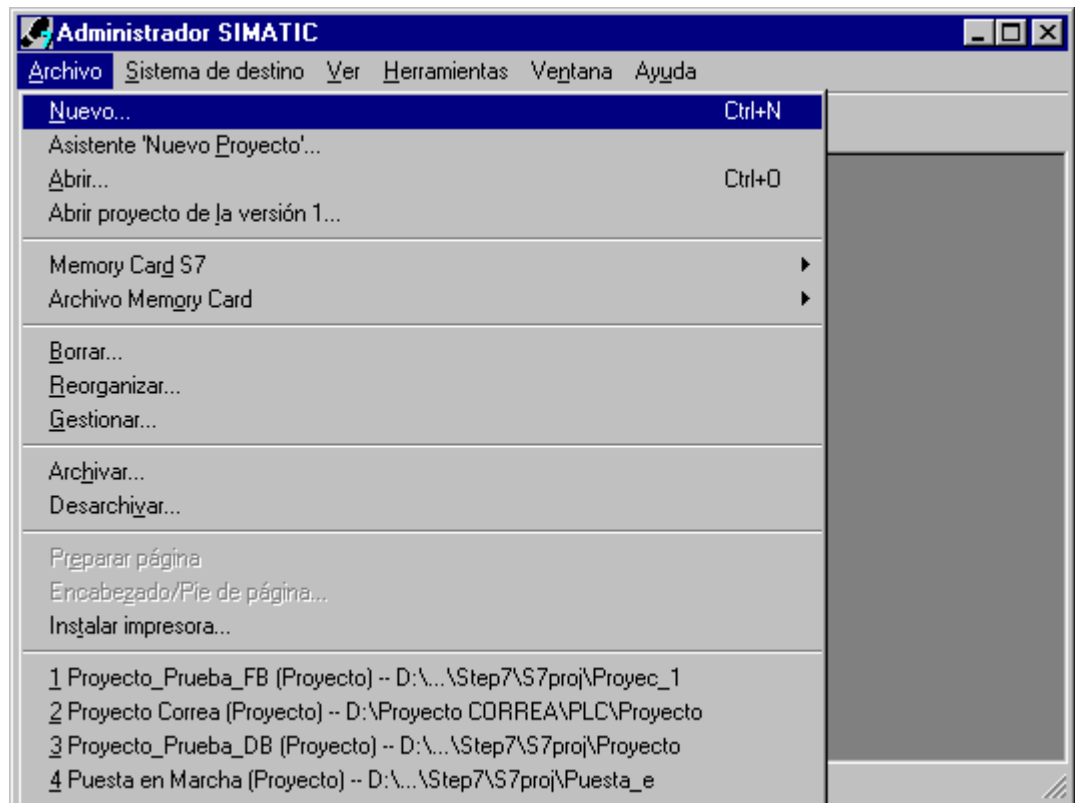 Administrador SIMATIC
Archivo Sistema de destino Ver Herramientas Ventana Ayuda
Nuevo... Ctrl+N
Asistente 'Nuevo Proyecto'...
Abrir... Ctrl+O
Abrir proyecto de la versión 1...
Memory Card S7
Archivo Memory Card
Borrar...
Reorganizar...
Gestionar...
Archivar...
Desarchivar...
Preparar página
Encabezado/Pie de página...
Instalar impresora...
1 Proyecto_Prueba_FB (Proyecto) -- D:\...\Step7\S7proj\Proyec_1
2 Proyecto Correa (Proyecto) -- D:\Proyecto CORREA\PLC\Proyecto
3 Proyecto_Prueba_DB (Proyecto) -- D:\...\Step7\S7proj\Proyecto
4 Puesta en Marcha (Proyecto) -- D:\...\Step7\S7proj\Puesta_e